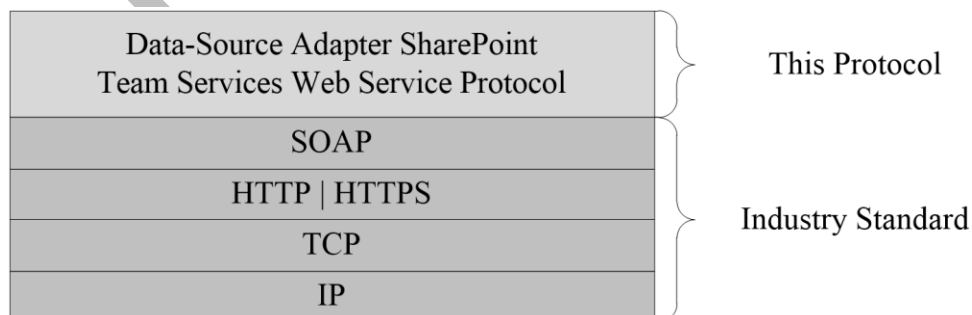 Data-Source Adapter SharePoint
Team Services Web Service Protocol
This Protocol
SOAP
HTTP | HTTPS
TCP
IP
Industry Standard